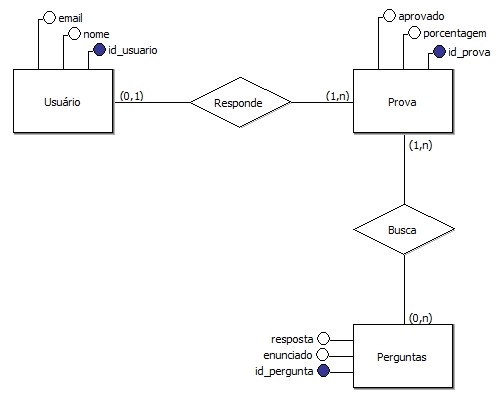 email
nome
id_usuario
aprovado
porcentagem
id_prova
Usuário
(0,1)
Responde
(1,n)
Prova
(1,n)
Busca
(0,n)
resposta
enunciado
id_pergunta
Perguntas